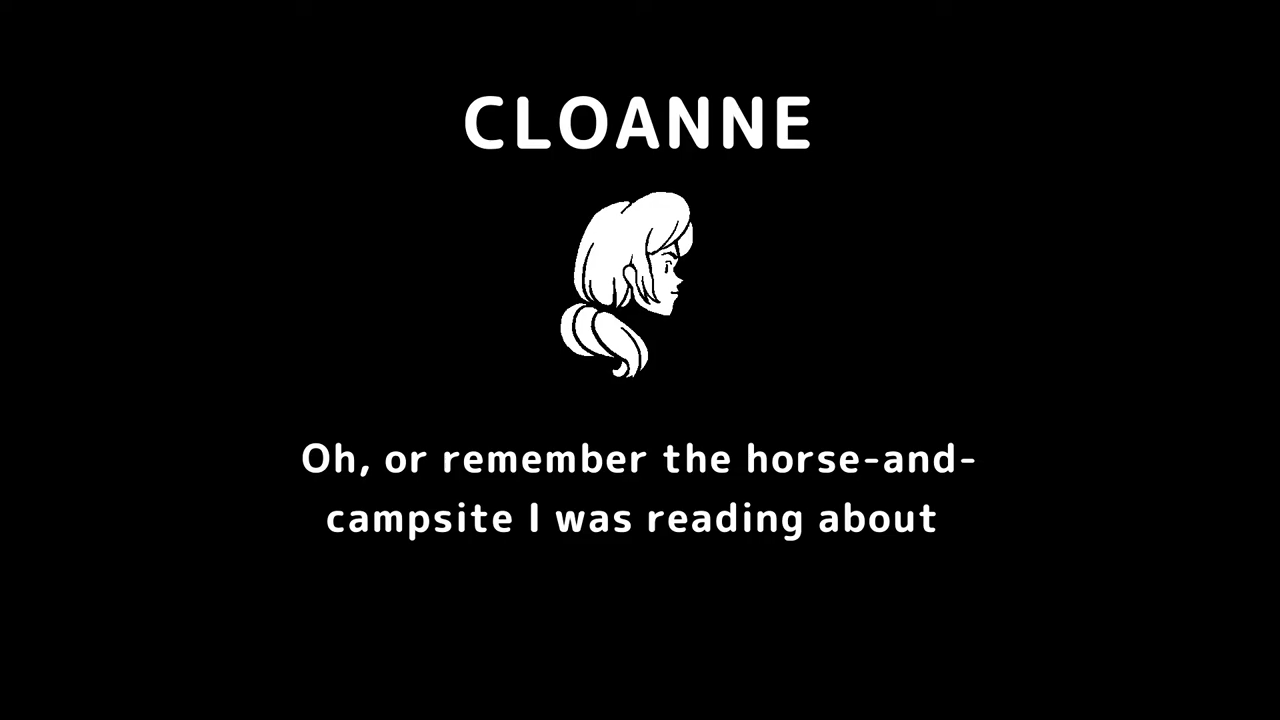 CLOANNE
Oh, or remember the horse-and-
campsite I was reading about